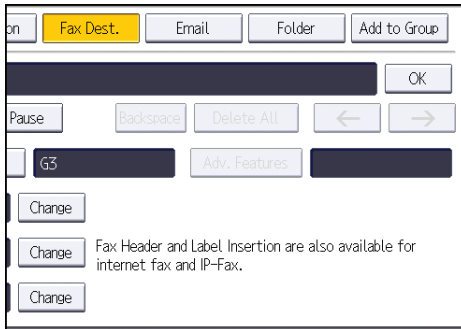 on Fax Dest. Email Folder Add to Group
OK
Pause Backspace Delete All ← →
G3 Adv. Features
Change
Change Fax Header and Label Insertion are also available for
internet fax and IP-Fax.
Change